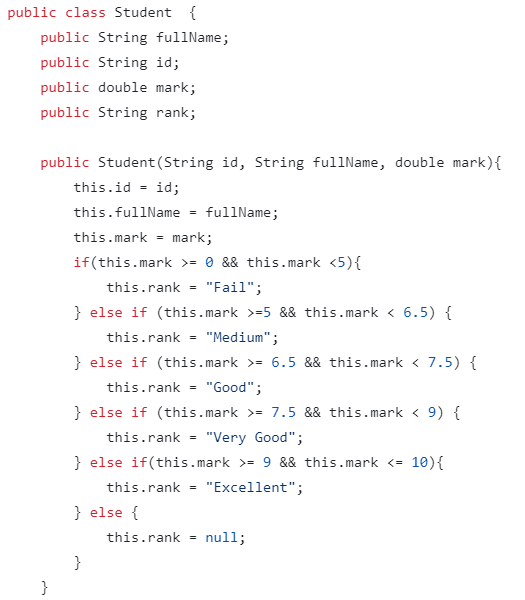 public class Student  {
    public String fullName;
    public String id;
    public double mark;
    public String rank;

    public Student(String id, String fullName, double mark){
        this.id = id;
        this.fullName = fullName;
        this.mark = mark;
        if(this.mark >= 0 && this.mark <5){
            this.rank = "Fail";
        } else if (this.mark >=5 && this.mark < 6.5) {
            this.rank = "Medium";
        } else if (this.mark >= 6.5 && this.mark < 7.5) {
            this.rank = "Good";
        } else if (this.mark >= 7.5 && this.mark < 9) {
            this.rank = "Very Good";
        } else if(this.mark >= 9 && this.mark <= 10){
            this.rank = "Excellent";
        } else {
            this.rank = null;
        }
    }